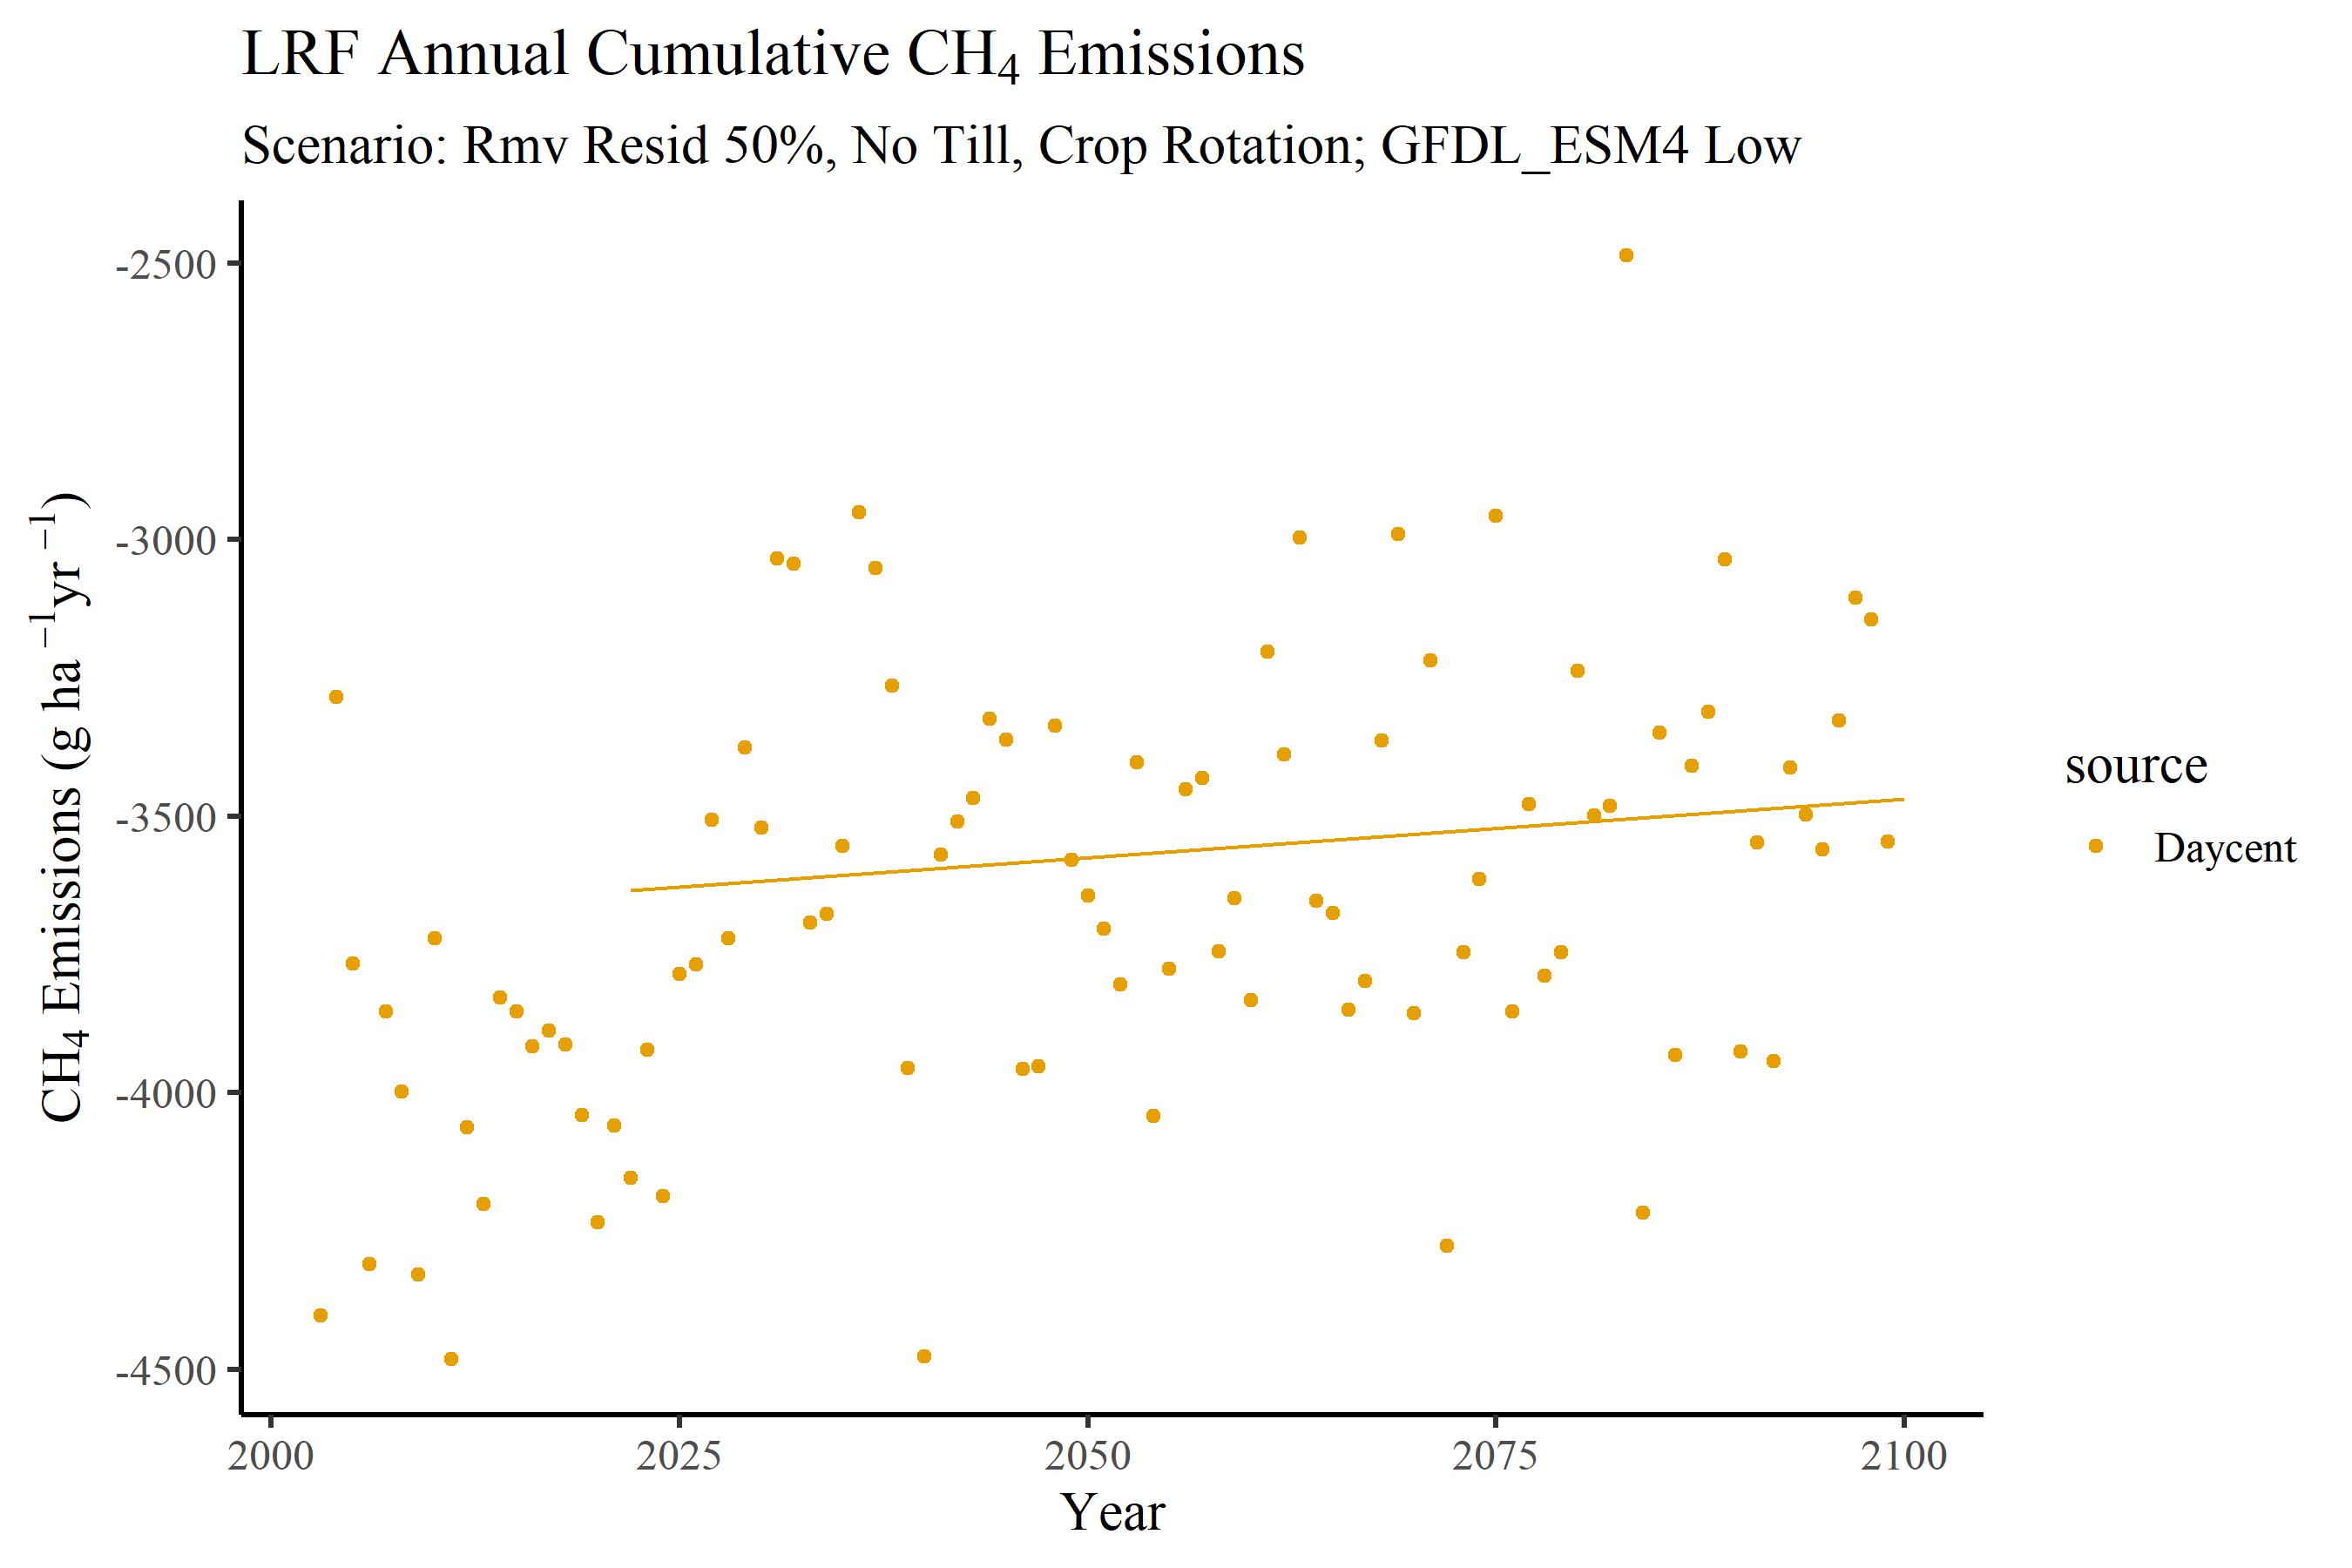 LRF Annual Cumulative CH₄ Emissions
Scenario: Rmv Resid 50%, No Till, Crop Rotation; GFDL_ESM4 Low
CH₄ Emissions (g ha⁻¹yr⁻¹)
-2500
-3000
-3500
-4000
-4500
2000 2025 2050 2075 2100
Year
source
Daycent